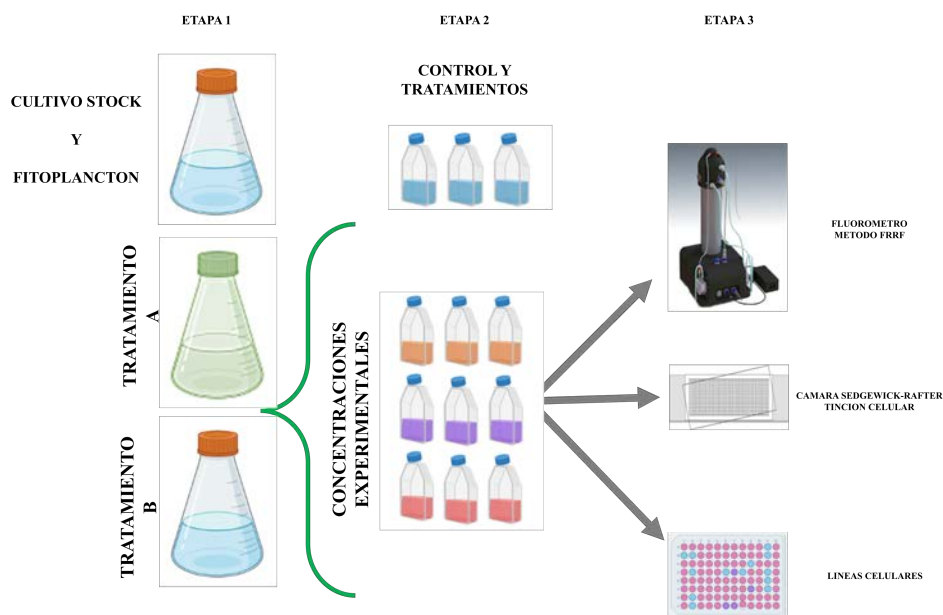 ETAPA 1
ETAPA 2
ETAPA 3
CULTIVO STOCK
Y
FITOPLANCTON
TRATAMIENTO
A
TRATAMIENTO
B
CONTROL Y
TRATAMIENTOS
CONCENTRACIONES
EXPERIMENTALES
FLUOROMETRO
METODO FRRF
CAMARA SEDGEWICK-RAFTER
TINCION CELULAR
LINEAS CELULARES